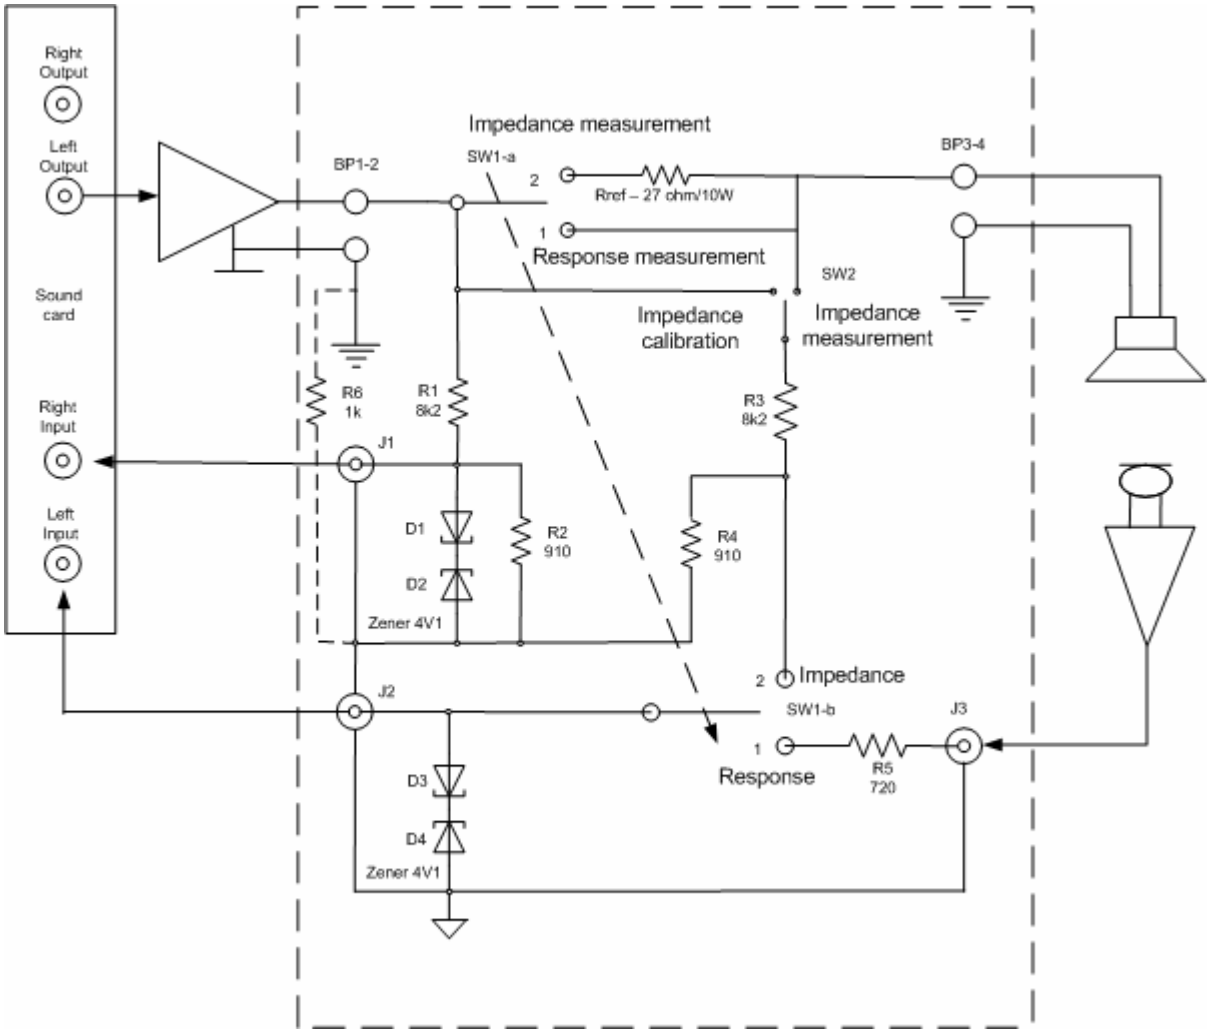 Right
Output
Left
Output
Sound
card
Right
Input
Left
Input
BP1-2
Impedance measurement
SW1-a
2
Rref – 27 ohm/10W
1
Response measurement
BP3-4
SW2
Impedance
calibration
Impedance
measurement
R6
1k
R1
8k2
R3
8k2
J1
D1
D2
R2
910
R4
910
Zener 4V1
J2
2
Impedance
SW1-b
1
Response
R5
720
J3
D3
D4
Zener 4V1